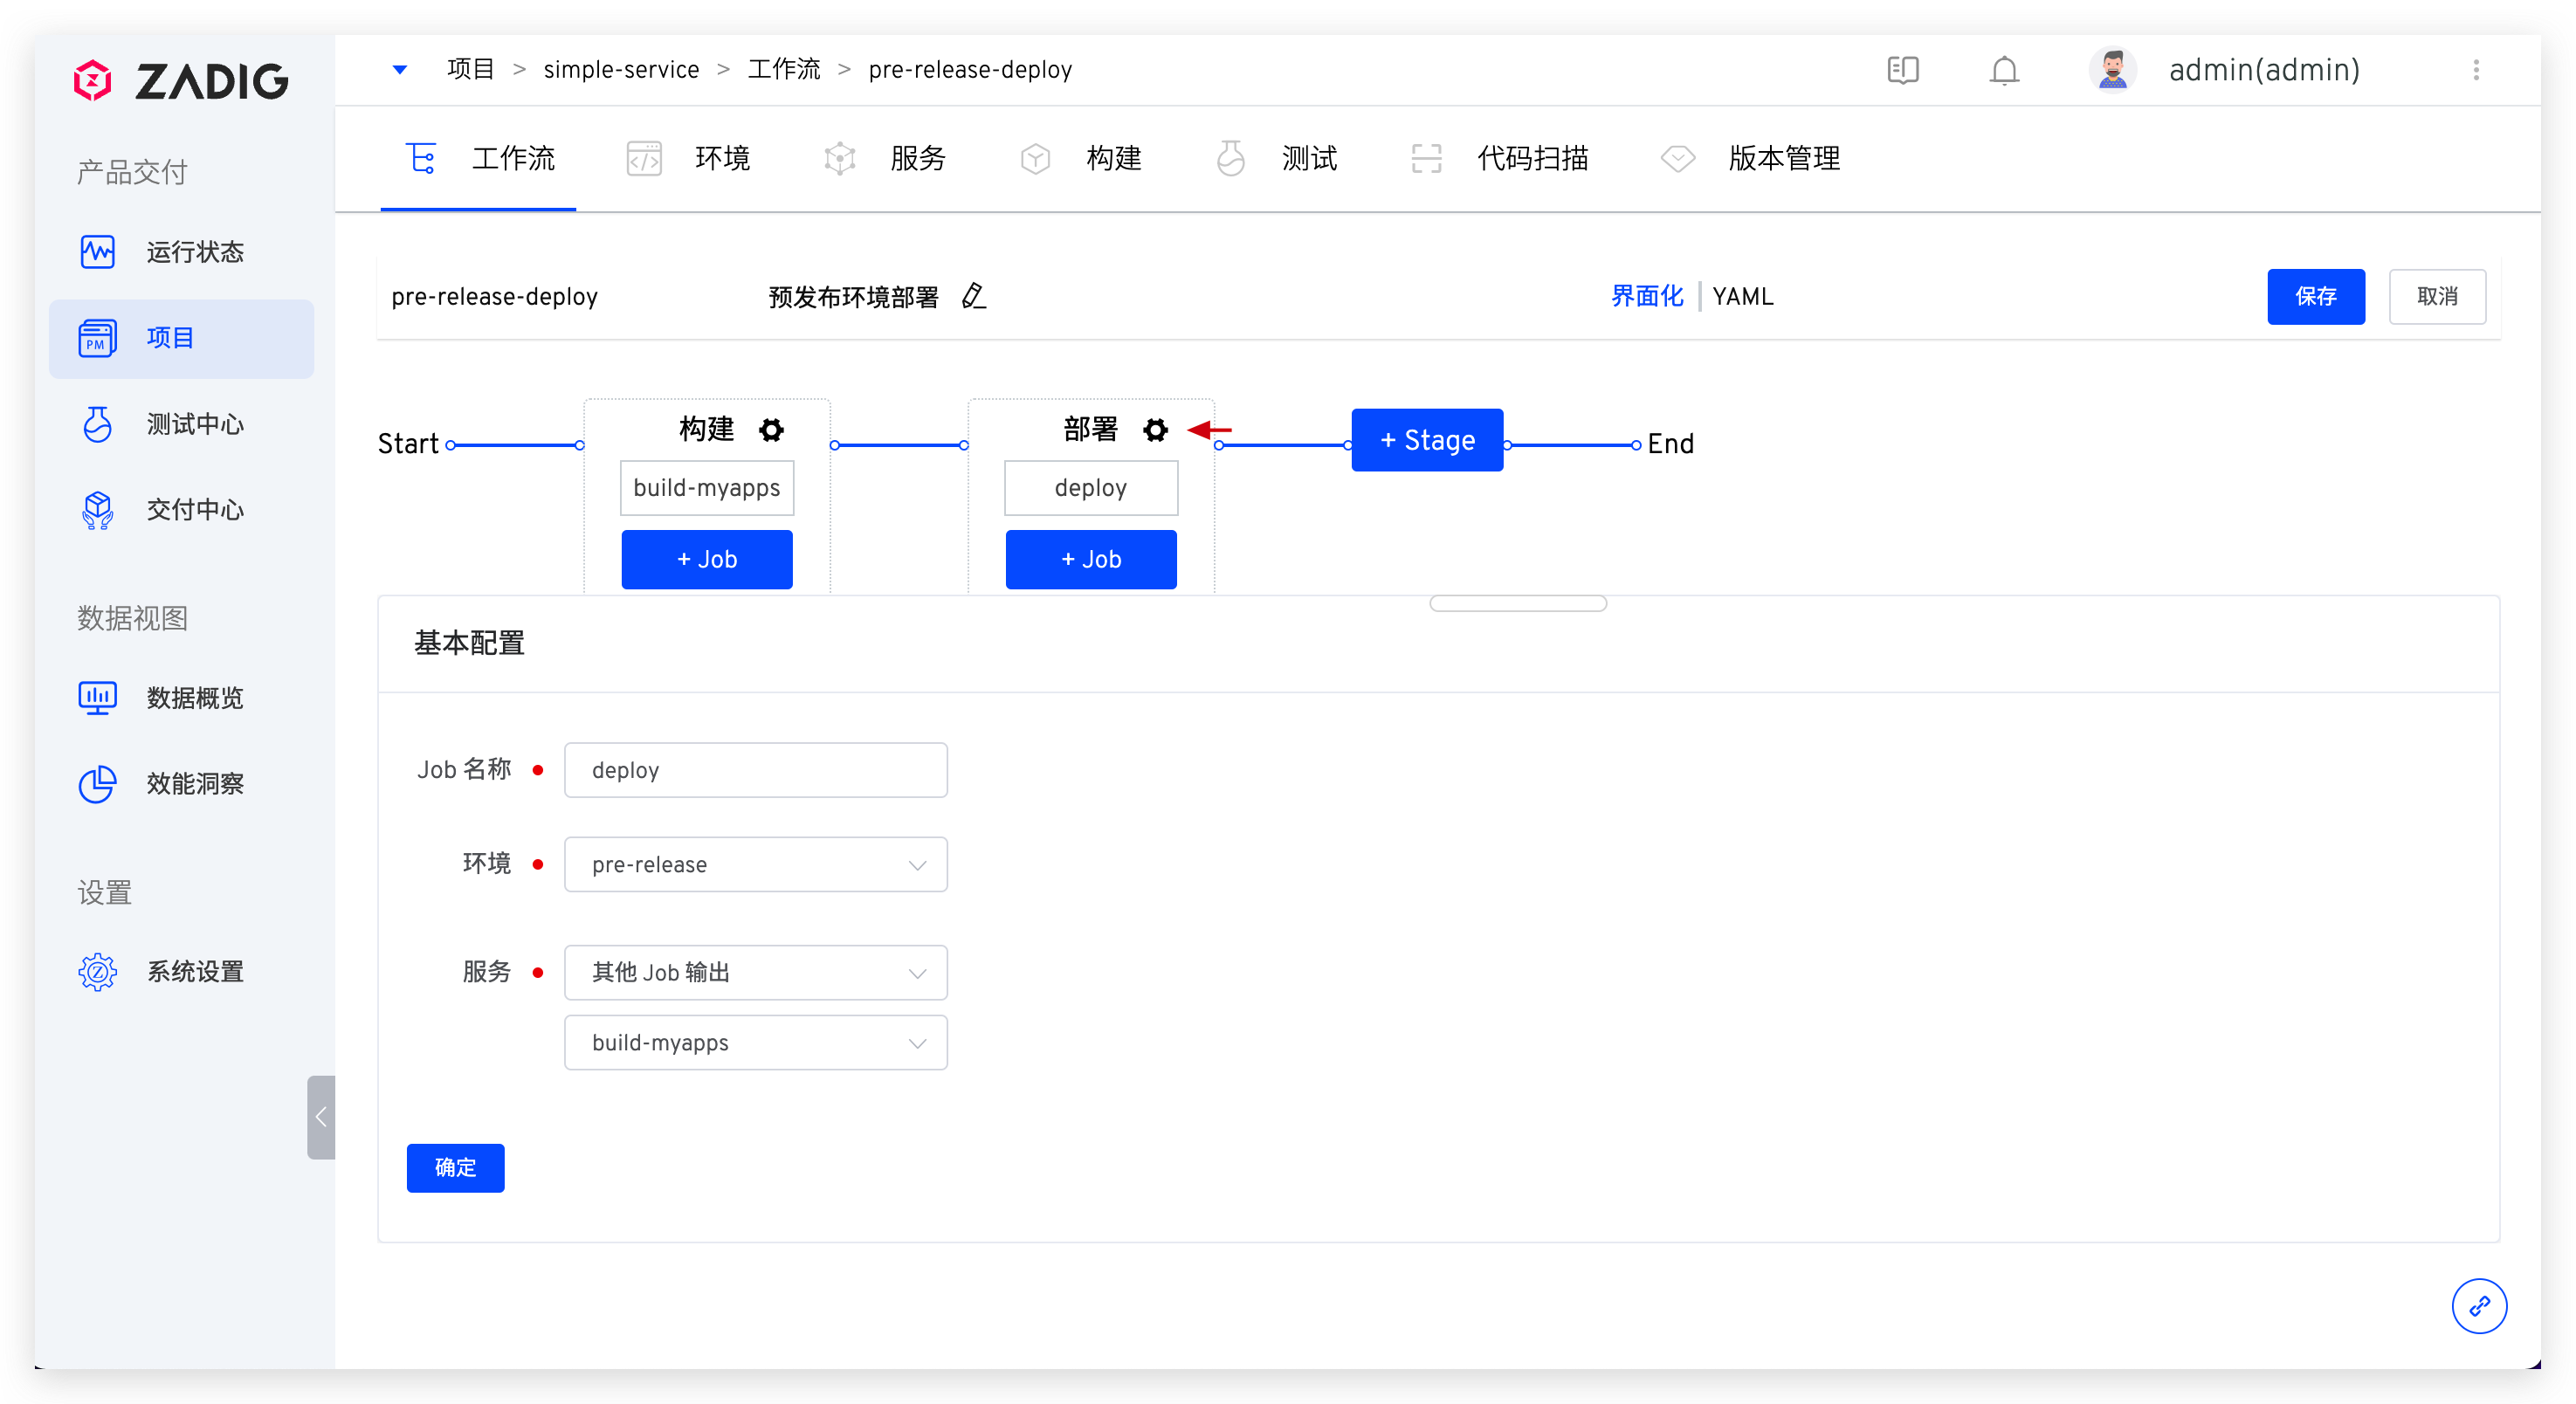 ZADIG
产品交付
运行状态
PM
项目
测试中心
交付中心
数据视图
数据概览
效能洞察
设置
系统设置
项目 > simple-service > 工作流 > pre-release-deploy
admin(admin)
工作流 环境 服务 构建 测试 代码扫描 版本管理
pre-release-deploy 预发布环境部署 界面化 | YAML 保存 取消
Start 构建 部署 + Stage End
build-myapps deploy
+ Job + Job
基本配置
Job 名称 deploy
环境 pre-release
服务 其他 Job 输出
build-myapps
确定